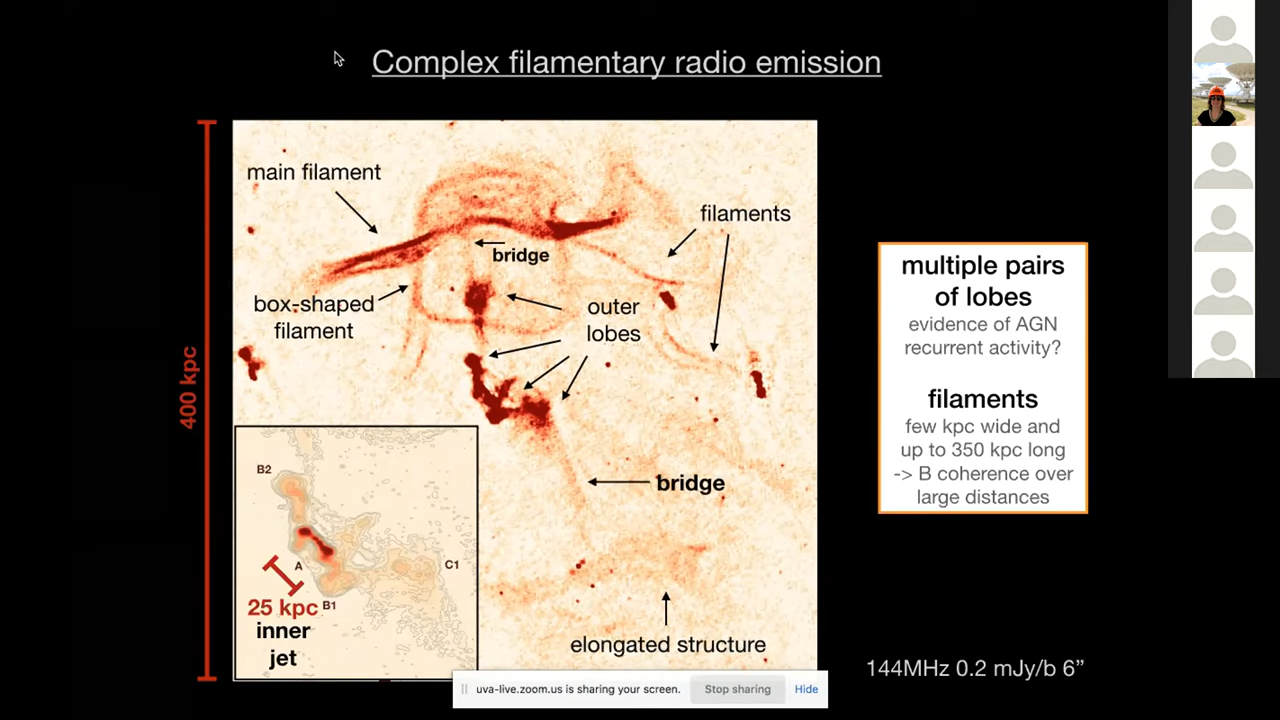 Complex filamentary radio emission
main filament
filaments
bridge
box-shaped
filament
outer
lobes
400 kpc
bridge
elongated structure
B2
A
C1
B1
25 kpc
inner
jet
multiple pairs
of lobes
evidence of AGN
recurrent activity?
filaments
few kpc wide and
up to 350 kpc long
-> B coherence over
large distances
144MHz 0.2 mJy/b 6”
uva-live.zoom.us is sharing your screen.
Stop sharing
Hide